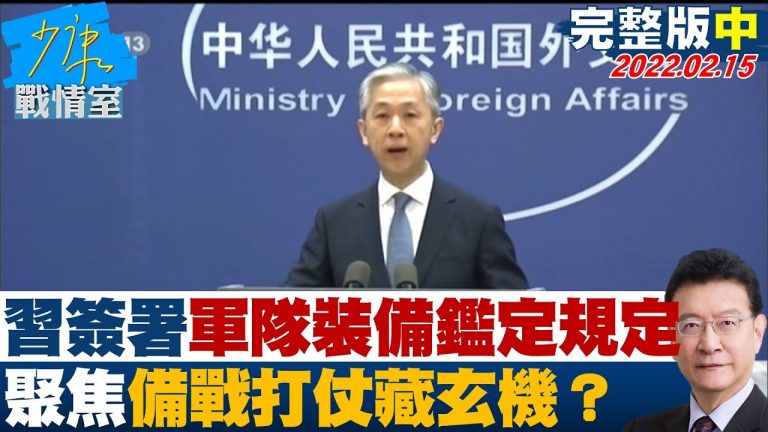 少康
戰情室
13
完整版中
2022.02.15
中华人民共和国外交
Ministry Foreign Affairs
習簽署軍隊裝備鑑定規定
聚焦備戰打仗藏玄機？